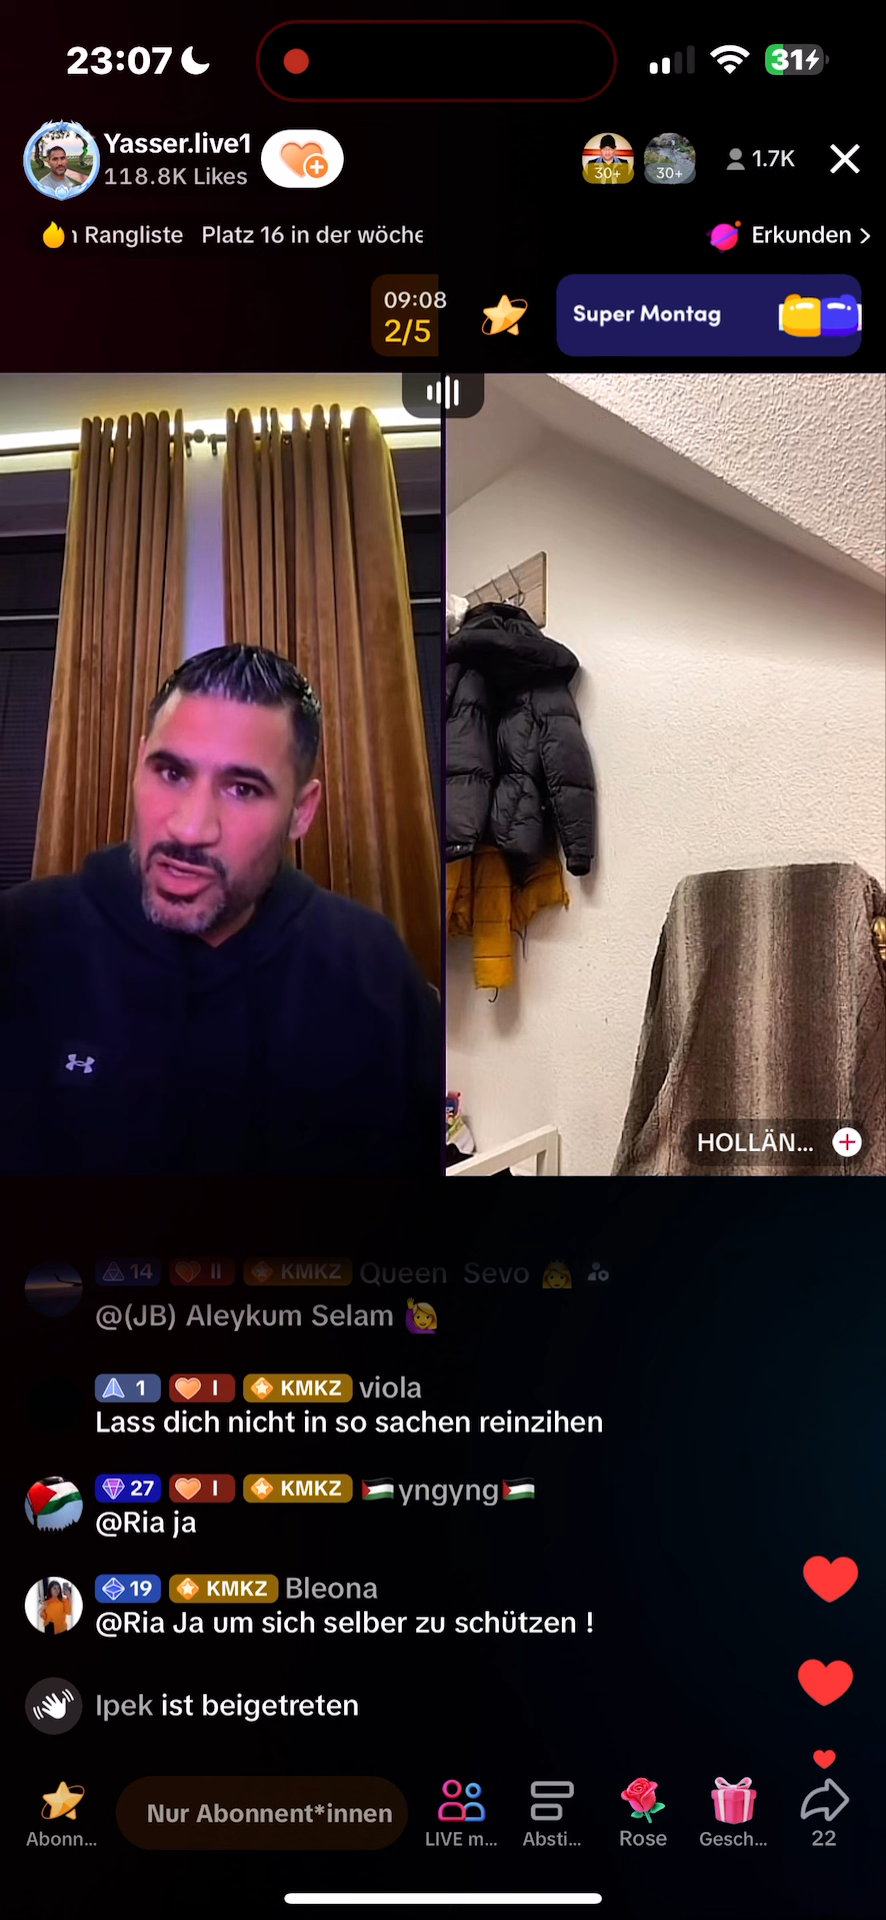 23:07
31
Yasser.live1
118.8K Likes
30+
30+
1.7K
n Rangliste Platz 16 in der wöche
Erkunden >
09:08
2/5
Super Montag
HOLLÄN...
14 II KMKZ Queen Sevo
@(JB) Aleykum Selam
1 I KMKZ viola
Lass dich nicht in so sachen reinzihen
27 I KMKZ yngyng
@Ria ja
19 KMKZ Bleona
@Ria Ja um sich selber zu schützen !
Ipek ist beigetreten
Nur Abonnent*innen
Abonn...
LIVE m...
Absti...
Rose
Gesch...
22